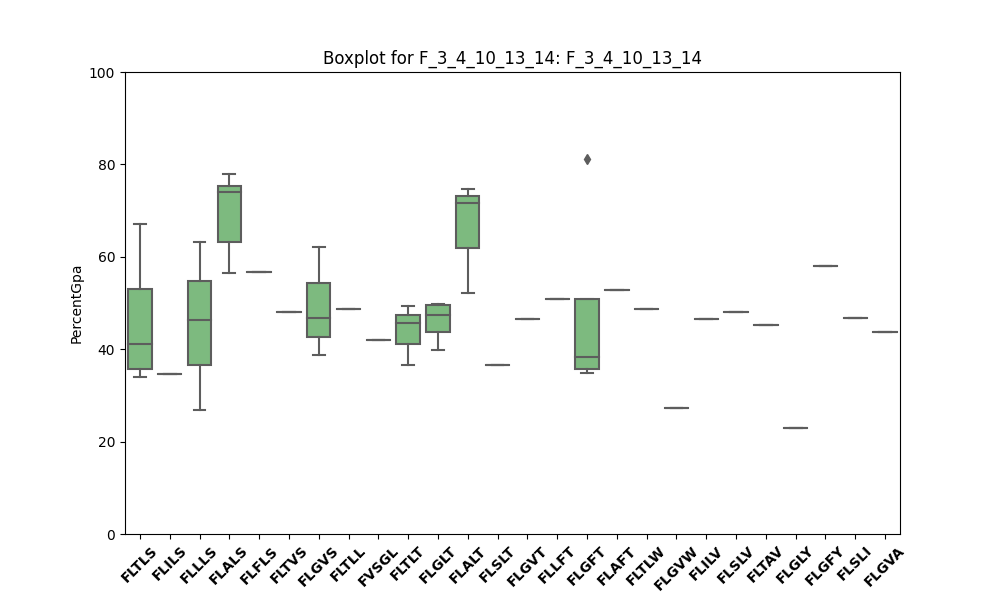 Boxplot for F_3_4_10_13_14: F_3_4_10_13_14
PercentGpa
100
80
60
40
20
0
FLTLS
FLILS
FLLLS
FLALS
FLFLS
FLTVS
FLGVS
FLTLL
FVSGL
FLTLT
FLGLT
FLALT
FLSLT
FLGVT
FLLFT
FLGFT
FLAFT
FLTLW
FLGVW
FLILV
FLSLV
FLTAV
FLGLY
FLGFY
FLSLI
FLGVA